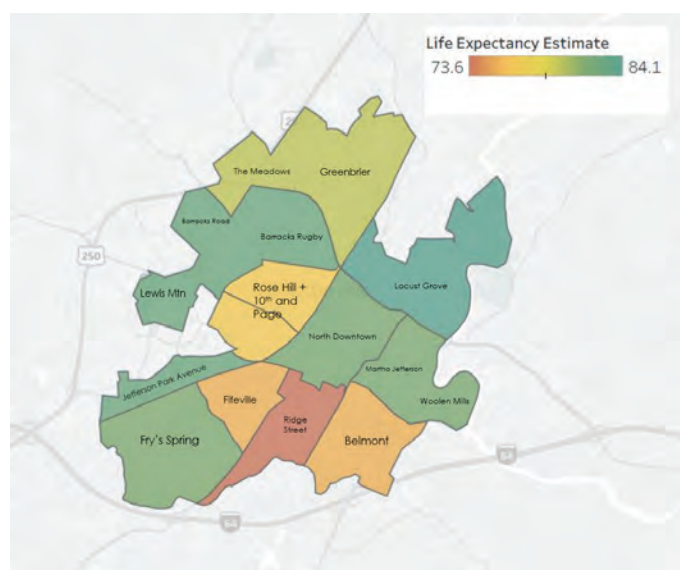 Life Expectancy Estimate
73.6 84.1
The Meadows
Greenbrier
Barracks Road
Barracks Rugby
250
Lewis Mtn
Rose Hill +
10th and
Page
Locust Grove
North Downtown
Martha Jefferson
Jefferson Park Avenue
Fifeville
Ridge
Street
Woolen Mills
Fry's Spring
Belmont
64
64